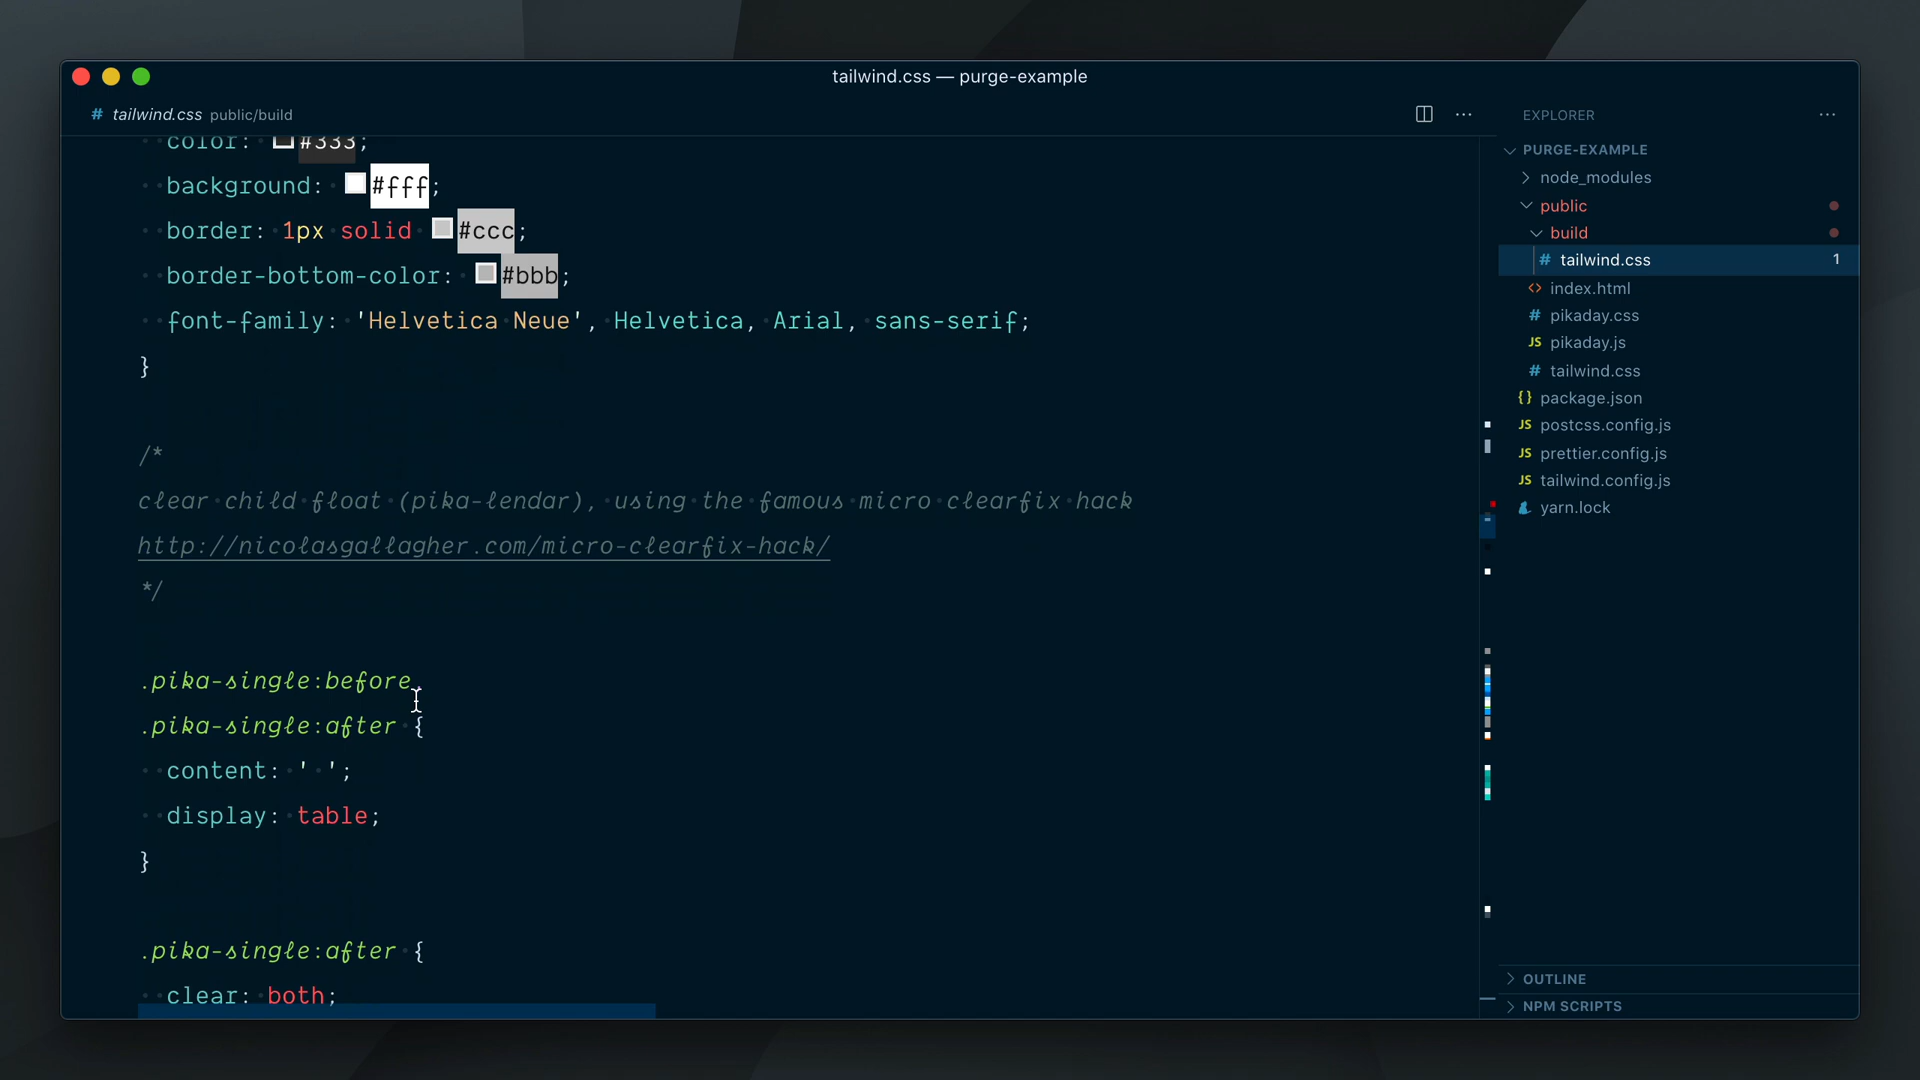 tailwind.css — purge-example
# tailwind.css public/build
color: #333;
background: #fff;
border: 1px solid #ccc;
border-bottom-color: #bbb;
font-family: 'Helvetica Neue', Helvetica, Arial, sans-serif;
}
/*
clear child float (pika-lendar), using the famous micro clearfix hack
http://nicolasgallagher.com/micro-clearfix-hack/
*/
.pika-single:before,
.pika-single:after {
content: ' ';
display: table;
}
.pika-single:after {
clear: both;
EXPLORER
PURGE-EXAMPLE
node_modules
public
build
# tailwind.css 1
<> index.html
# pikaday.css
JS pikaday.js
# tailwind.css
{} package.json
JS postcss.config.js
JS prettier.config.js
JS tailwind.config.js
yarn.lock
OUTLINE
NPM SCRIPTS